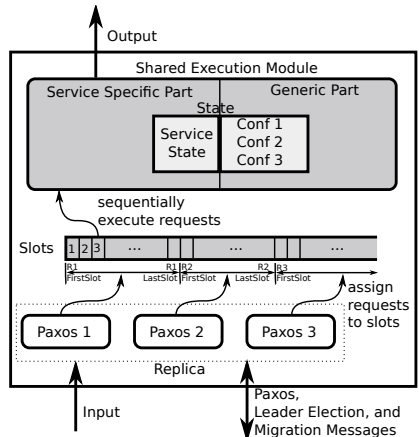 Output
Shared Execution Module
Service Specific Part
Generic Part
State
Service
State
Conf 1
Conf 2
Conf 3
sequentially
execute requests
Slots
1 2 3 ... ... ...
R1
FirstSlot
R1
LastSlot
R2
FirstSlot
R2
LastSlot
R3
FirstSlot
assign
requests
to slots
Paxos 1
Paxos 2
Paxos 3
Replica
Input
Paxos,
Leader Election, and
Migration Messages